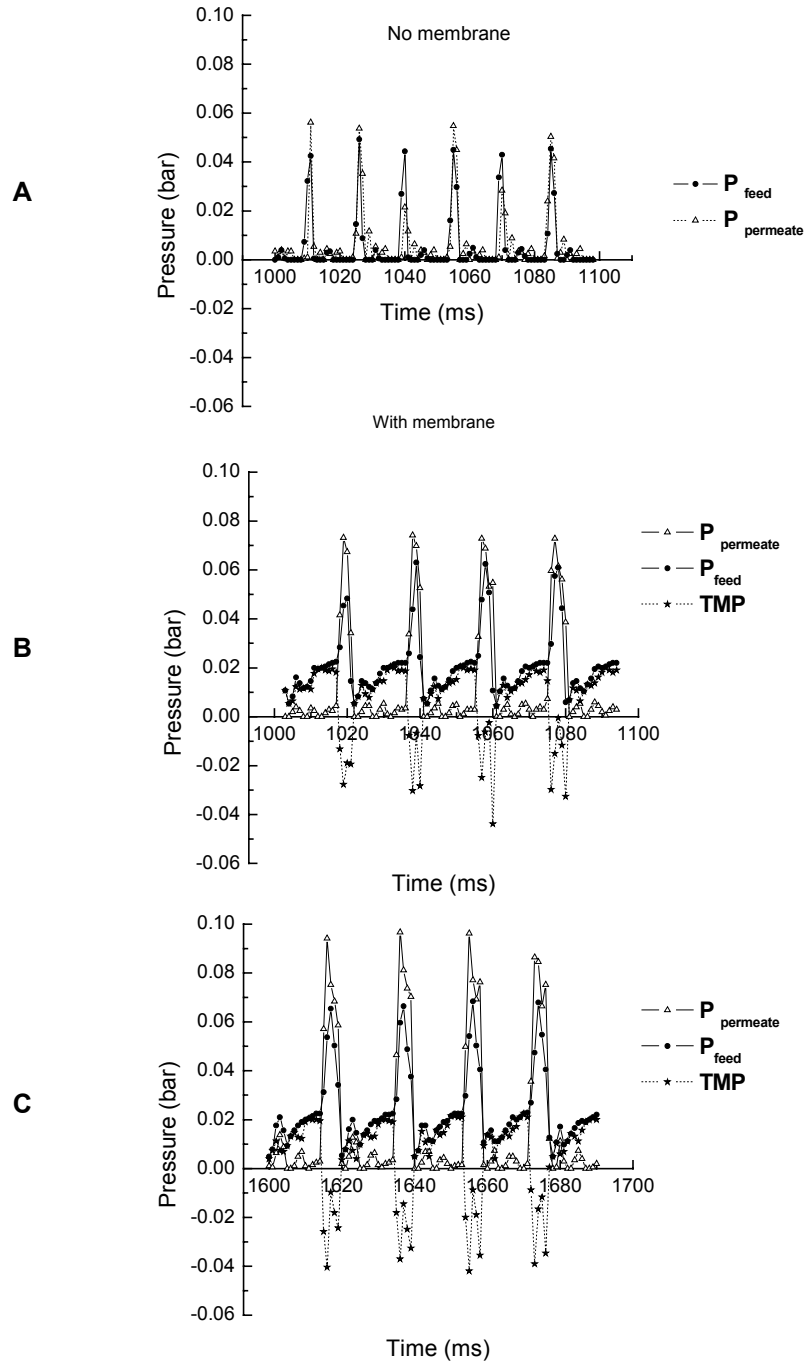 A
No membrane
Pressure (bar)
0.10
0.08
0.06
0.04
0.02
0.00
-0.02
-0.04
-0.06
1000 1020 1040 1060 1080 1100
Time (ms)
P feed
P permeate
B
With membrane
Pressure (bar)
0.10
0.08
0.06
0.04
0.02
0.00
-0.02
-0.04
-0.06
1000 1020 1040 1060 1080 1100
Time (ms)
P permeate
P feed
TMP
C
Pressure (bar)
0.10
0.08
0.06
0.04
0.02
0.00
-0.02
-0.04
-0.06
1600 1620 1640 1660 1680 1700
Time (ms)
P permeate
P feed
TMP